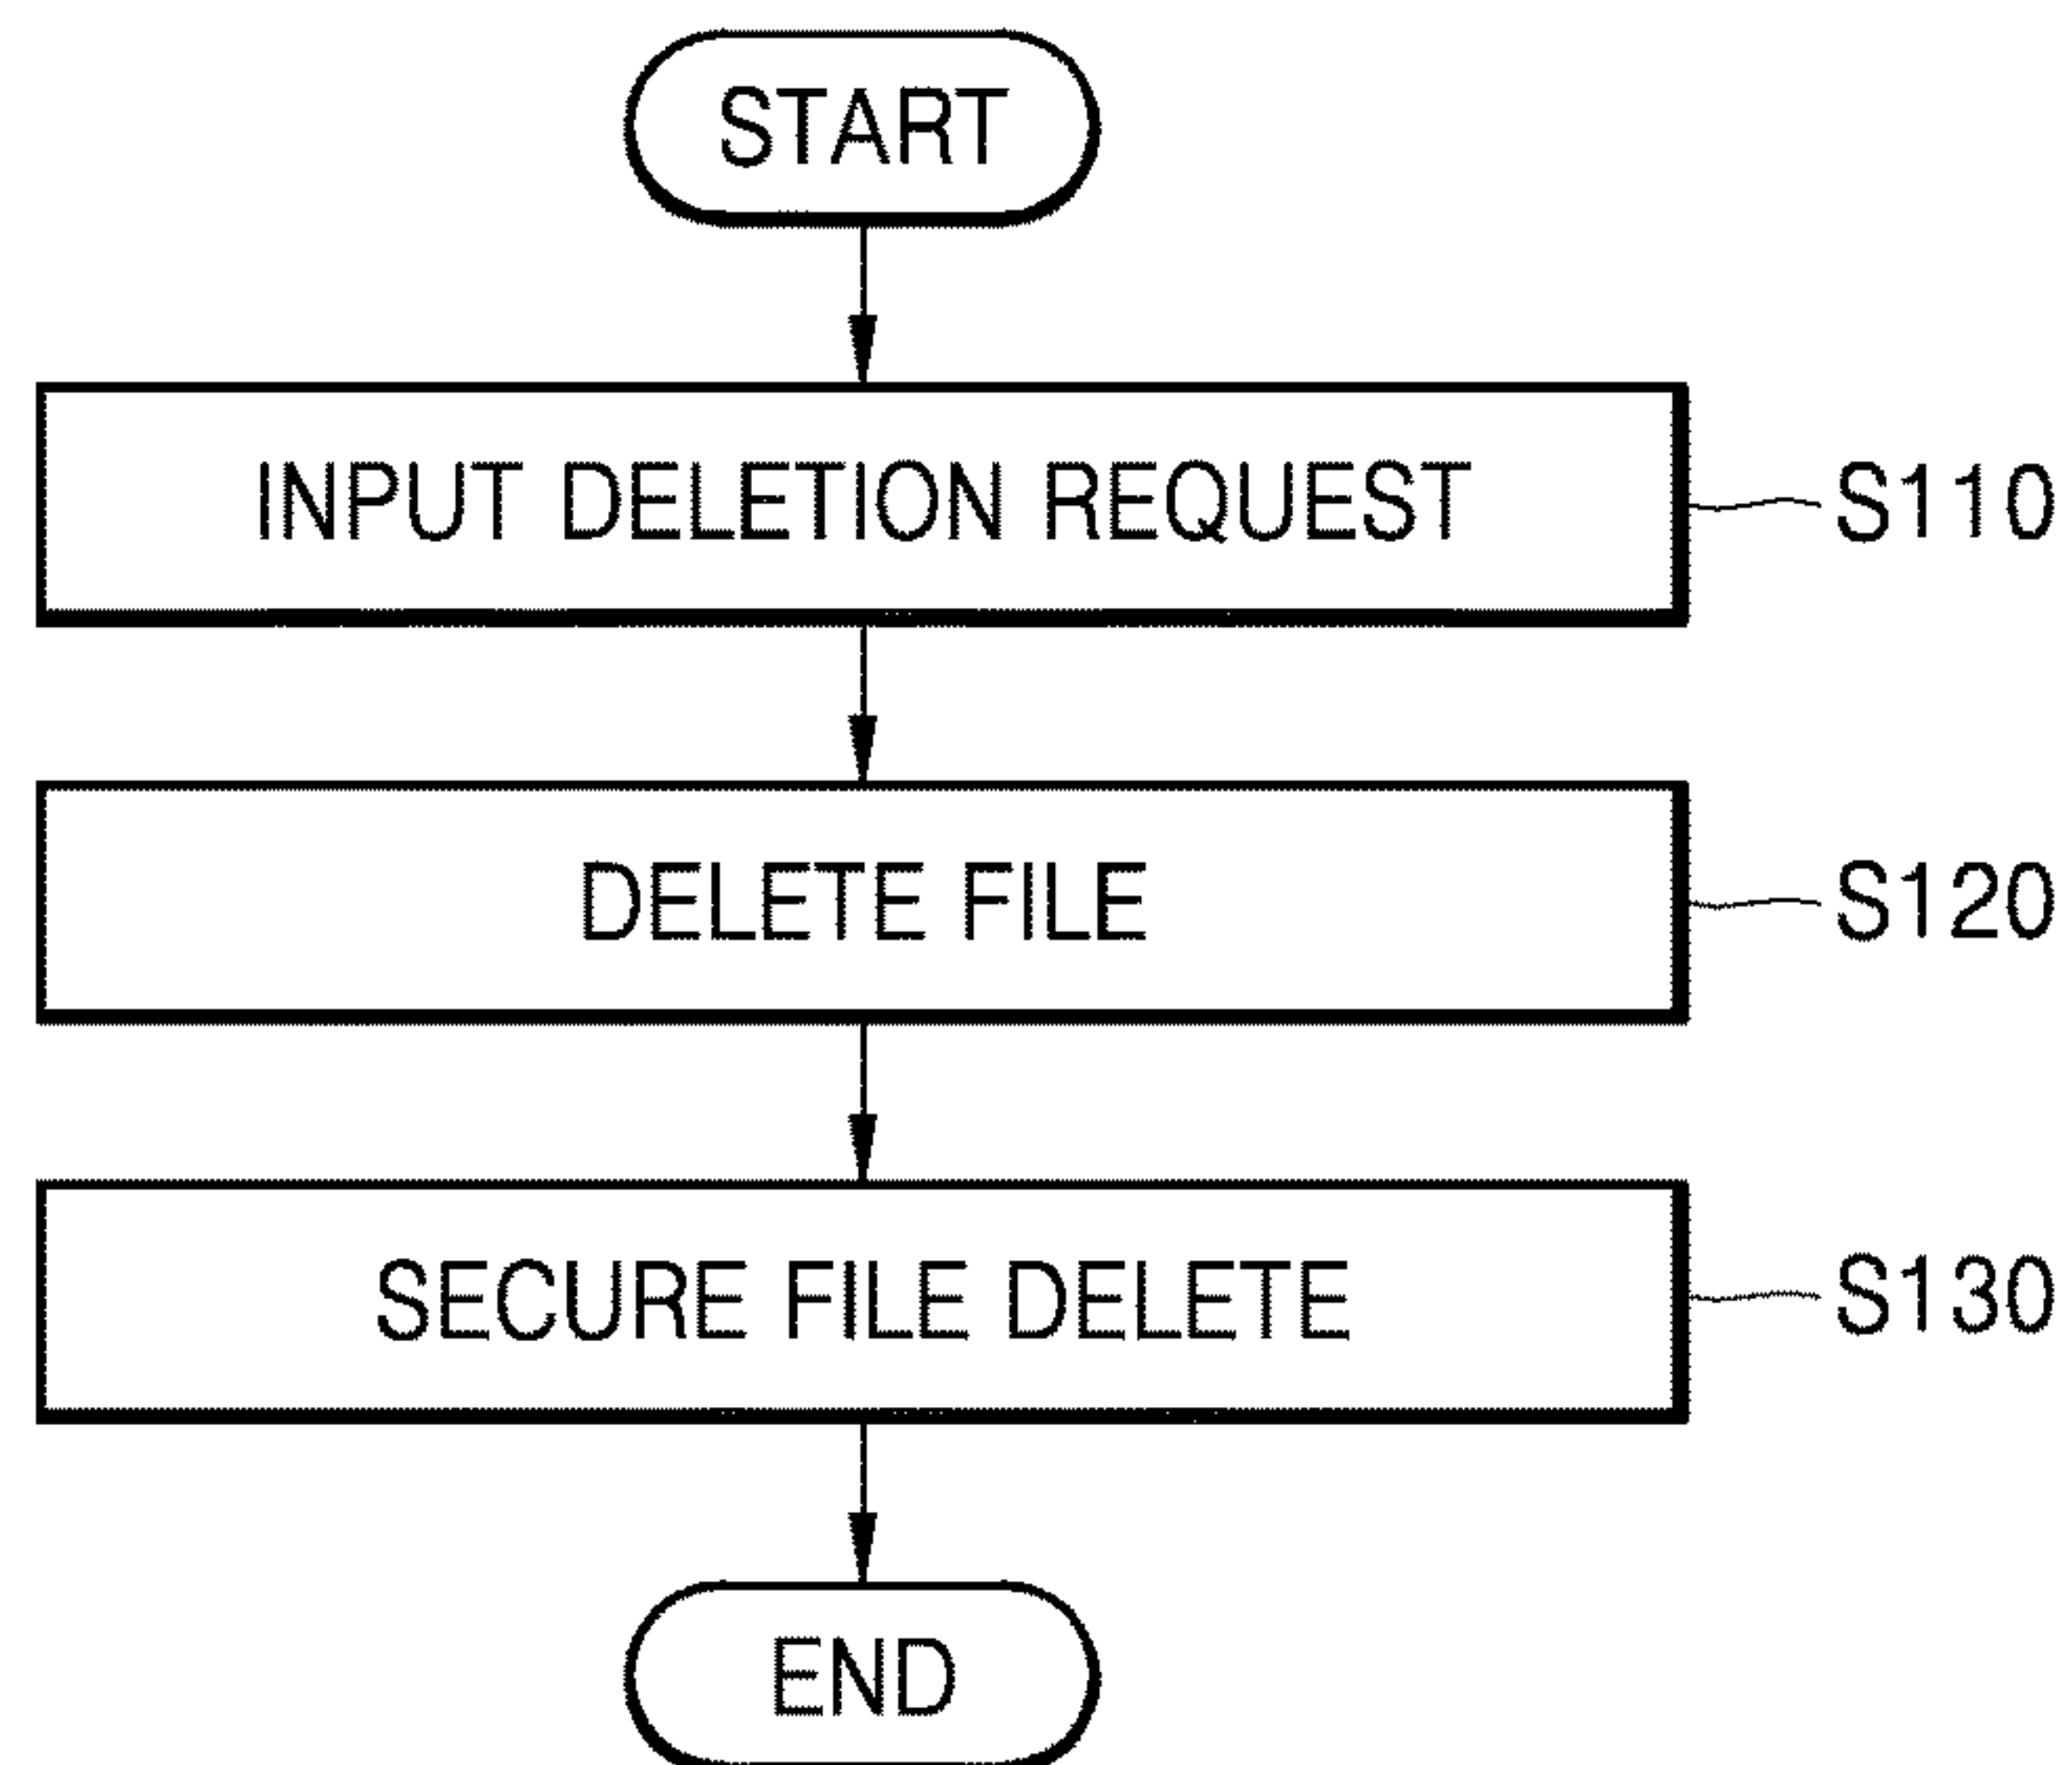 START
INPUT DELETION REQUEST
S110
DELETE FILE
S120
SECURE FILE DELETE
S130
END